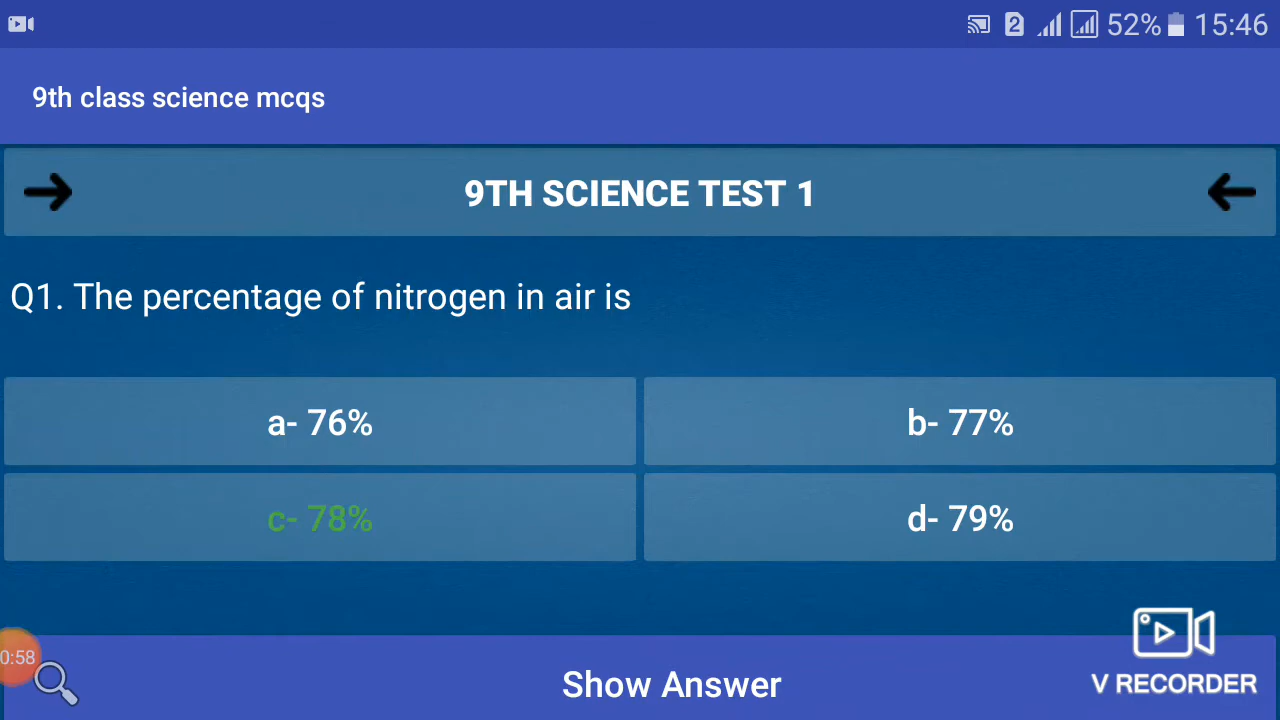 2 52% 15:46
9th class science mcqs
9TH SCIENCE TEST 1
Q1. The percentage of nitrogen in air is
a- 76%
b- 77%
c- 78%
d- 79%
0:58
Show Answer
V RECORDER